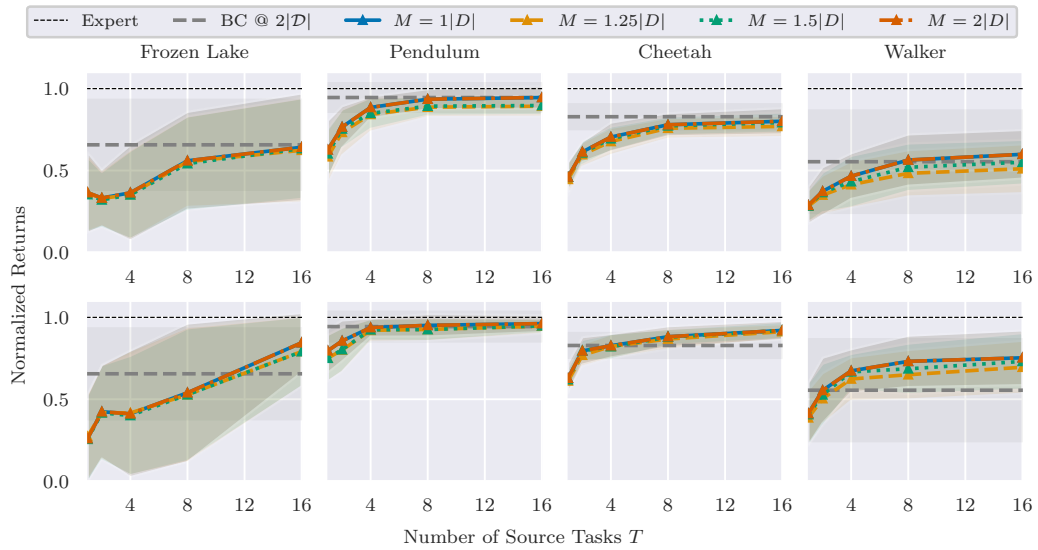 Expert BC @ 2|𝒟| M = 1|D| M = 1.25|D| M = 1.5|D| M = 2|D|
Frozen Lake Pendulum Cheetah Walker
1.0
0.5
0.0
4 8 12 16 4 8 12 16 4 8 12 16 4 8 12 16
Normalized Returns
1.0
0.5
0.0
4 8 12 16 4 8 12 16 4 8 12 16 4 8 12 16
Number of Source Tasks T